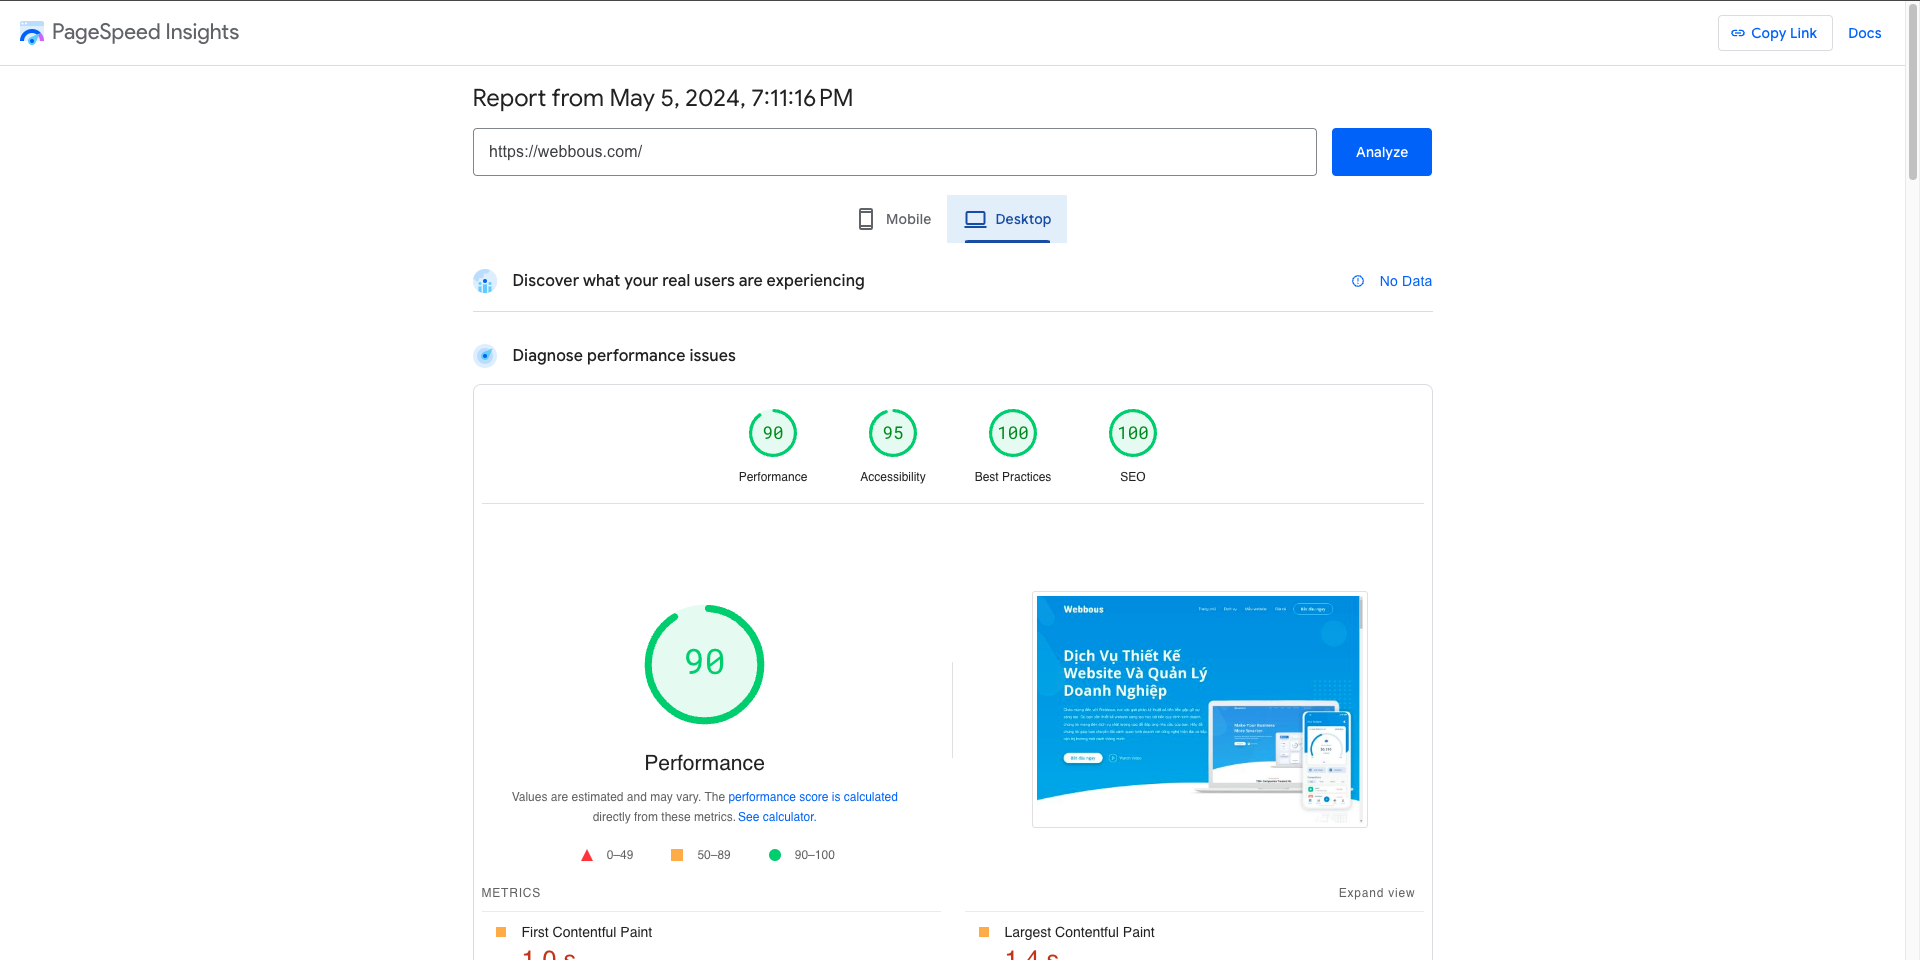 PageSpeed Insights
Copy Link
Docs
Report from May 5, 2024, 7:11:16 PM
https://webbous.com/
Analyze
Mobile
Desktop
Discover what your real users are experiencing
No Data
Diagnose performance issues
90
95
100
100
Performance
Accessibility
Best Practices
SEO
90
Performance
Values are estimated and may vary. The performance score is calculated
directly from these metrics. See calculator.
0–49
50–89
90–100
Webbous
Dịch Vụ Thiết Kế
Website Và Quản Lý
Doanh Nghiệp
METRICS
Expand view
First Contentful Paint
1.0 s
Largest Contentful Paint
1.4 s